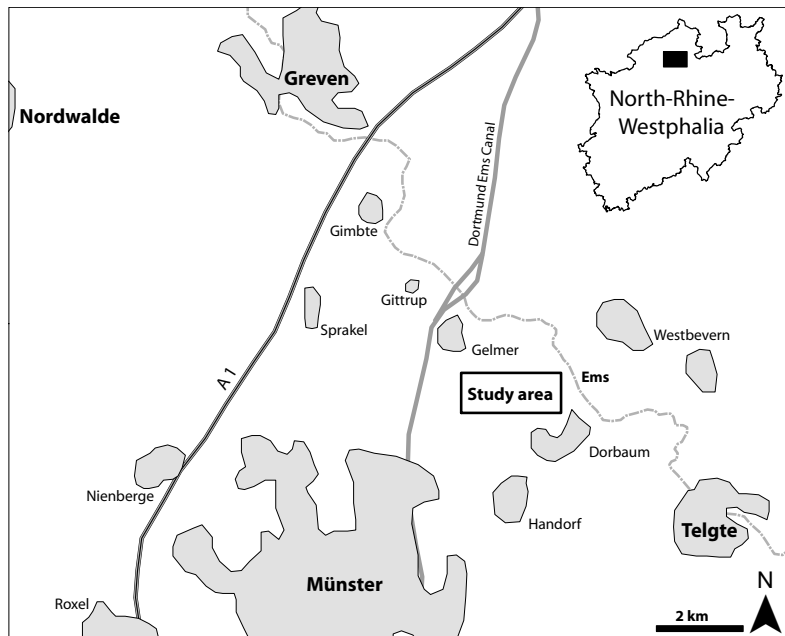 Greven
Nordwalde
North-Rhine-
Westphalia
Dortmund Ems Canal
Gimbte
Gittrup
Sprakel
Gelmer
Westbevern
A 1
Ems
Study area
Dorbaum
Nienberge
Handorf
Telgte
Münster
N
Roxel
2 km